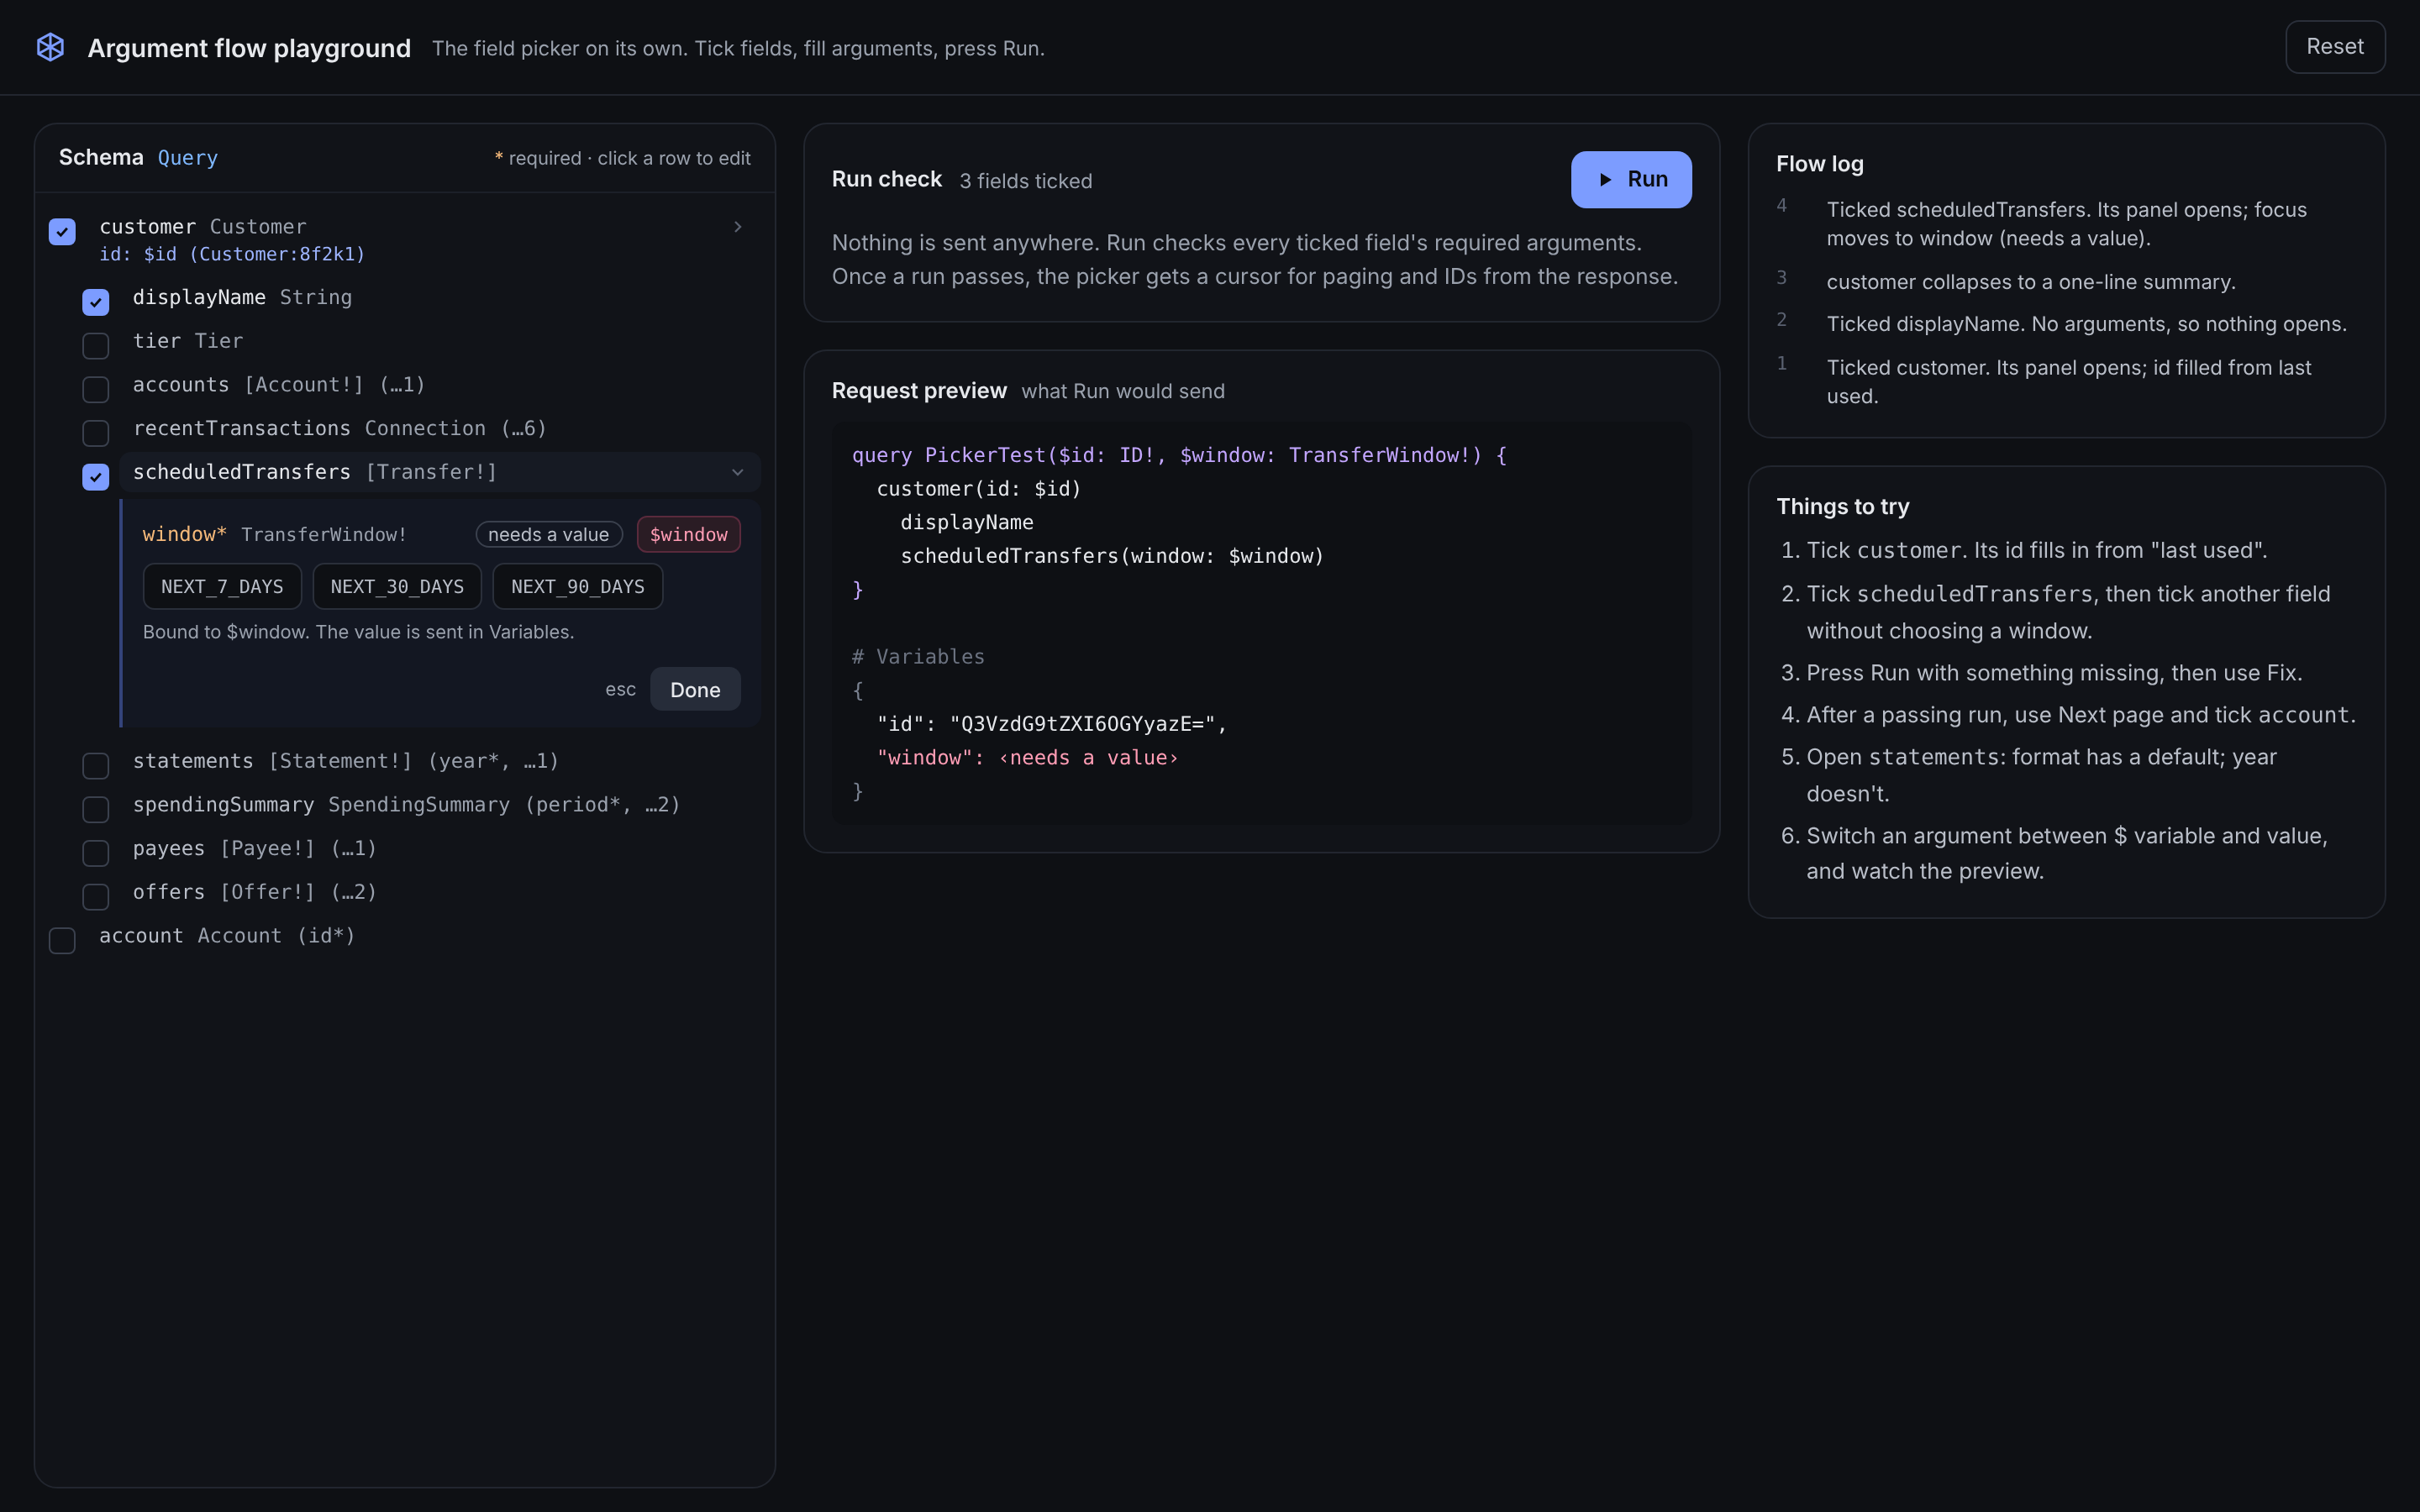 Argument flow playground The field picker on its own. Tick fields, fill arguments, press Run.
Reset
Schema Query * required · click a row to edit
customer Customer
id: $id (Customer:8f2k1)
displayName String
tier Tier
accounts [Account!] (…1)
recentTransactions Connection (…6)
scheduledTransfers [Transfer!]
window* TransferWindow! needs a value $window
NEXT_7_DAYS NEXT_30_DAYS NEXT_90_DAYS
Bound to $window. The value is sent in Variables.
esc Done
statements [Statement!] (year*, …1)
spendingSummary SpendingSummary (period*, …2)
payees [Payee!] (…1)
offers [Offer!] (…2)
account Account (id*)
Run check 3 fields ticked
Run
Nothing is sent anywhere. Run checks every ticked field's required arguments.
Once a run passes, the picker gets a cursor for paging and IDs from the response.
Request preview what Run would send
query PickerTest($id: ID!, $window: TransferWindow!) {
customer(id: $id)
displayName
scheduledTransfers(window: $window)
}
# Variables
{
"id": "Q3VzdG9tZXI6OGYyazE=",
"window": ‹needs a value›
}
Flow log
4 Ticked scheduledTransfers. Its panel opens; focus
moves to window (needs a value).
3 customer collapses to a one-line summary.
2 Ticked displayName. No arguments, so nothing opens.
1 Ticked customer. Its panel opens; id filled from last
used.
Things to try
1. Tick customer. Its id fills in from "last used".
2. Tick scheduledTransfers, then tick another field
without choosing a window.
3. Press Run with something missing, then use Fix.
4. After a passing run, use Next page and tick account.
5. Open statements: format has a default; year
doesn't.
6. Switch an argument between $ variable and value,
and watch the preview.